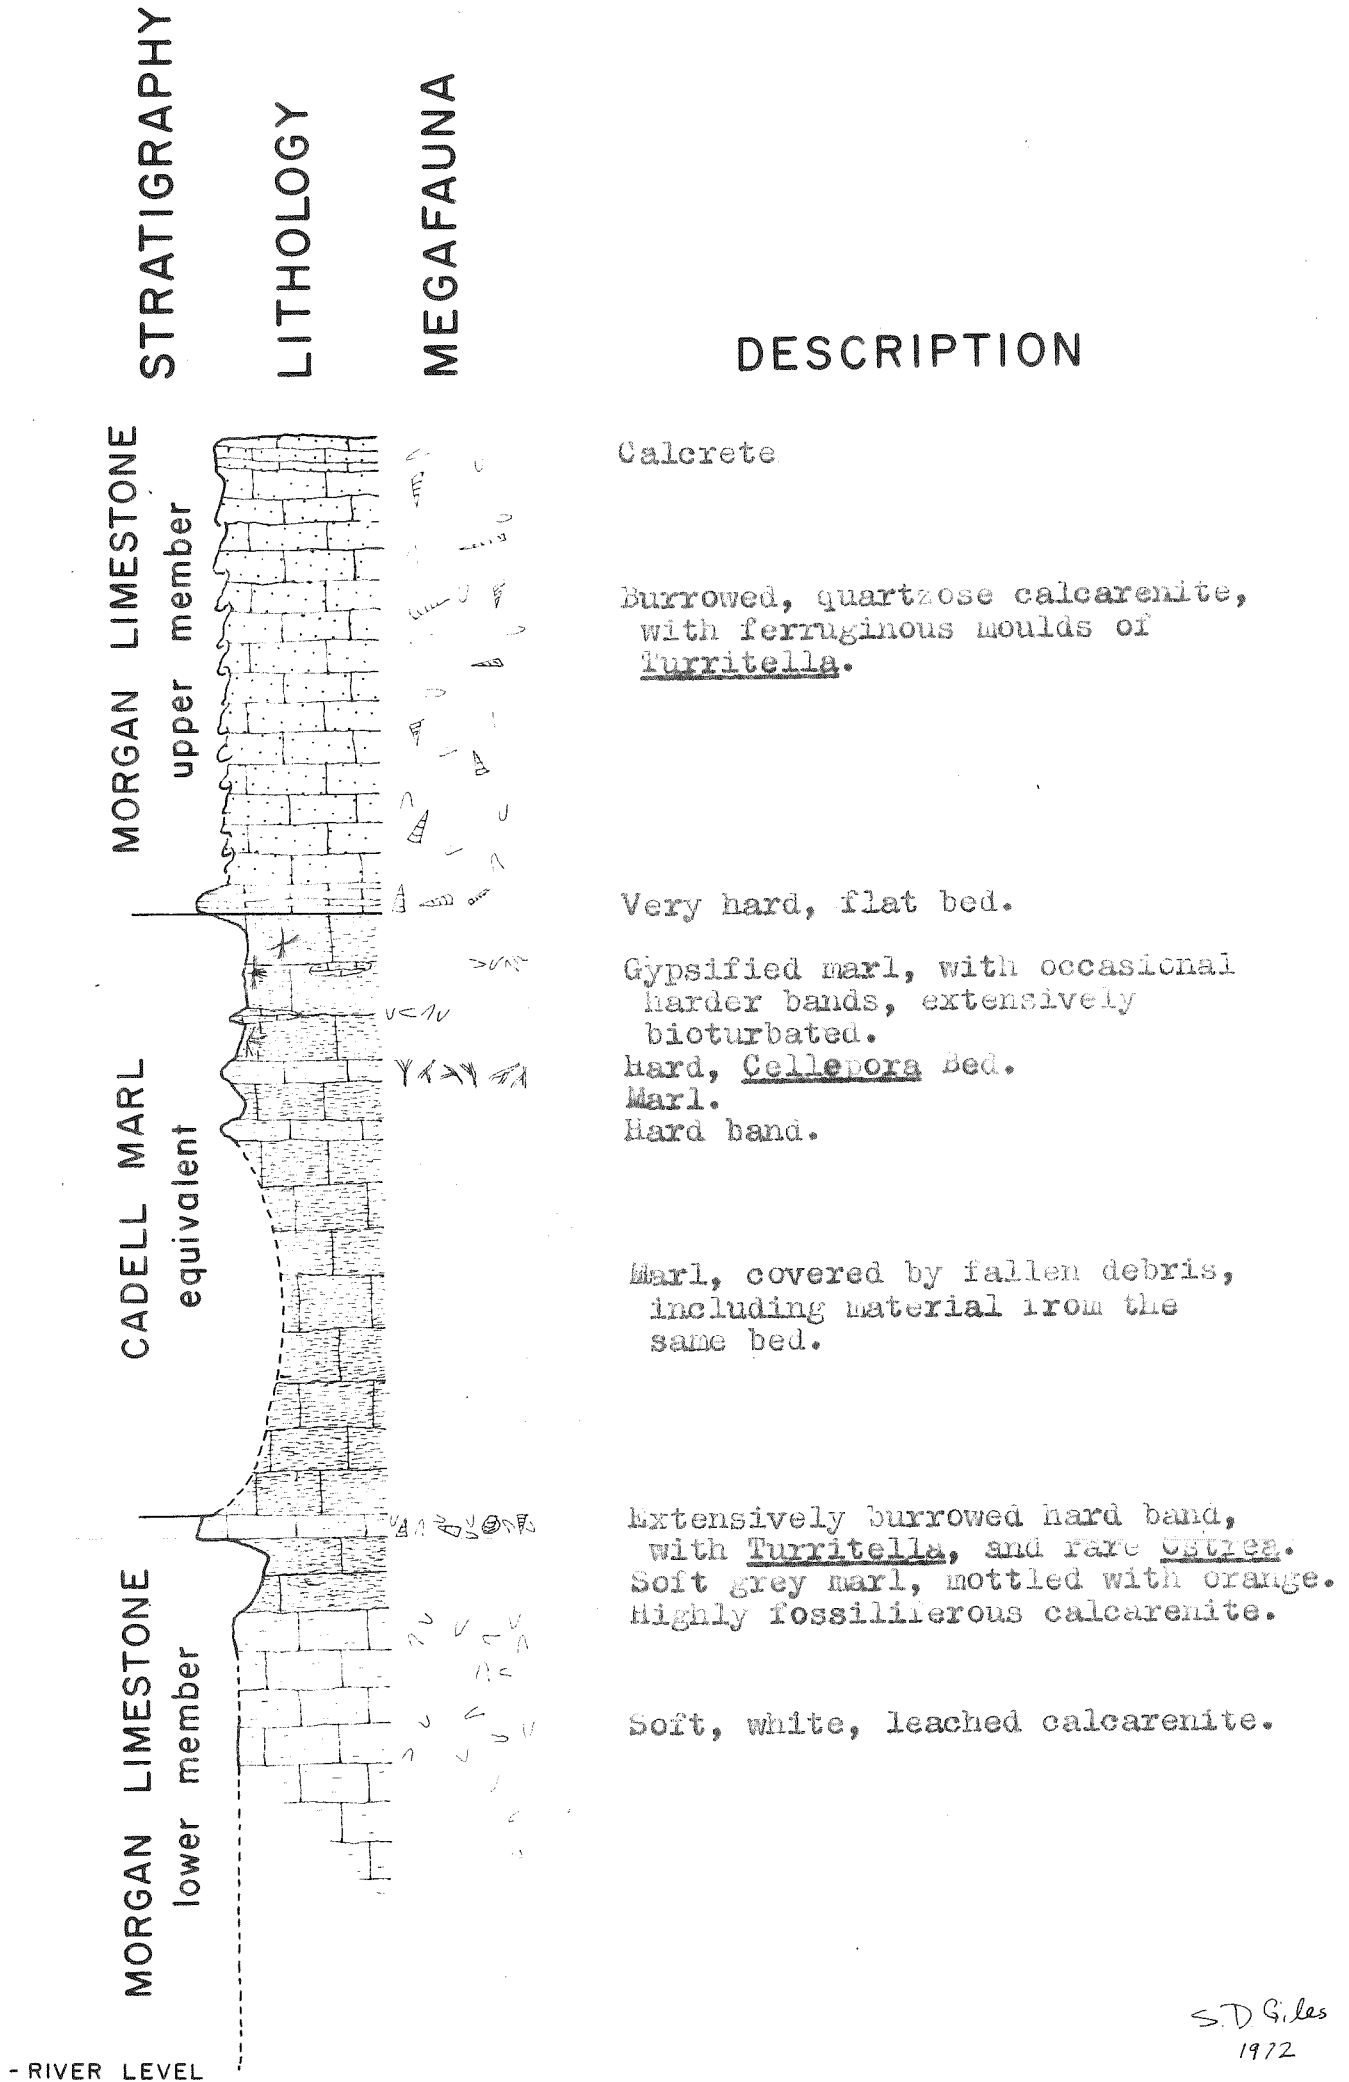 STRATIGRAPHY
LITHOLOGY
MEGAFAUNA
DESCRIPTION
MORGAN LIMESTONE
upper member
Calcrete
Burrowed, quartzose calcarenite,
with ferruginous moulds of
Turritella.
Very hard, flat bed.
CADELL MARL
equivalent
Gypsified marl, with occasional
harder bands, extensively
bioturbated.
Hard, Cellepora Bed.
Marl.
Hard band.
Marl, covered by fallen debris,
including material from the
same bed.
MORGAN LIMESTONE
lower member
Extensively burrowed hard band,
with Turritella, and rare Ostrea.
Soft grey marl, mottled with orange.
Highly fossiliferous calcarenite.
Soft, white, leached calcarenite.
S.D Giles
1972
- RIVER LEVEL